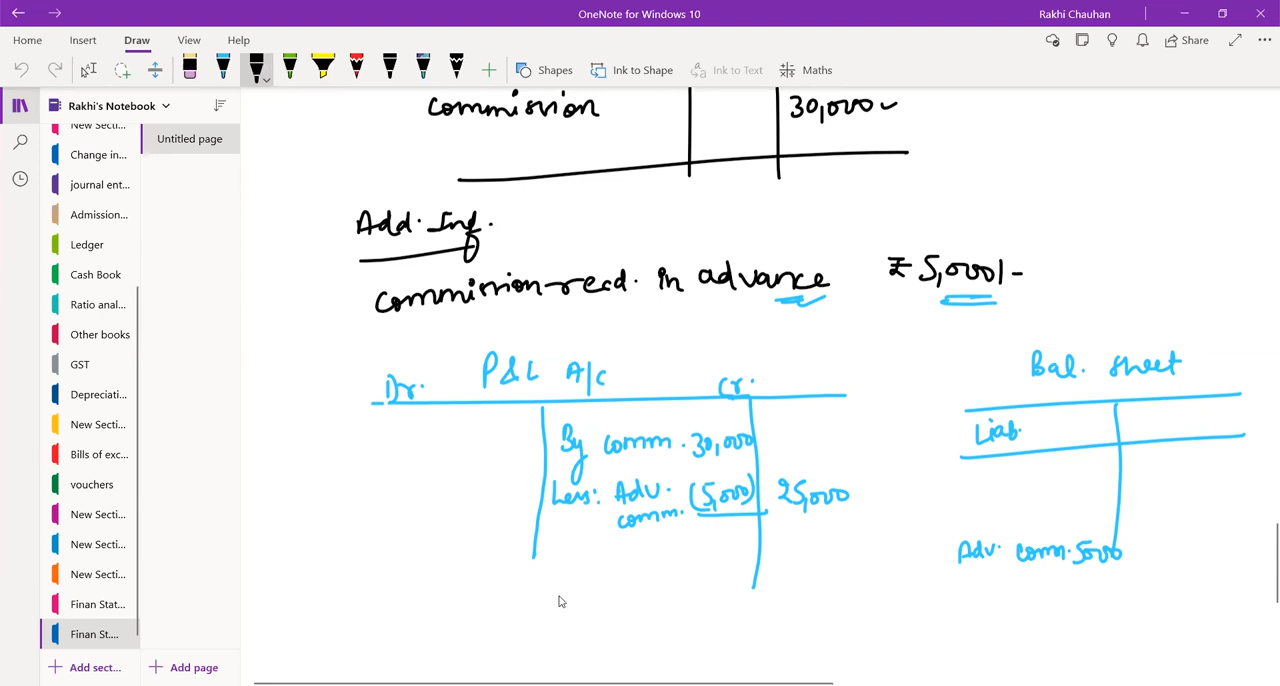 OneNote for Windows 10
Rakhi Chauhan
Home Insert Draw View Help
Share
Shapes
Ink to Shape
Ink to Text
Maths
Rakhi's Notebook
New Secti...
Change in...
journal ent...
Admission...
Ledger
Cash Book
Ratio anal...
Other books
GST
Depreciati...
New Secti...
Bills of exc...
vouchers
New Secti...
New Secti...
New Secti...
Finan Stat...
Finan St....
Add sect...
Untitled page
Add page
commission 30,000
Add. Inf.
commission recd. in advance ₹ 5,000/-
P&L A/C
Dr. Cr.
By comm. 30,000
Less: Adv. comm. (5,000) 25,000
Bal. sheet
Liab.
Adv. comm. 5000